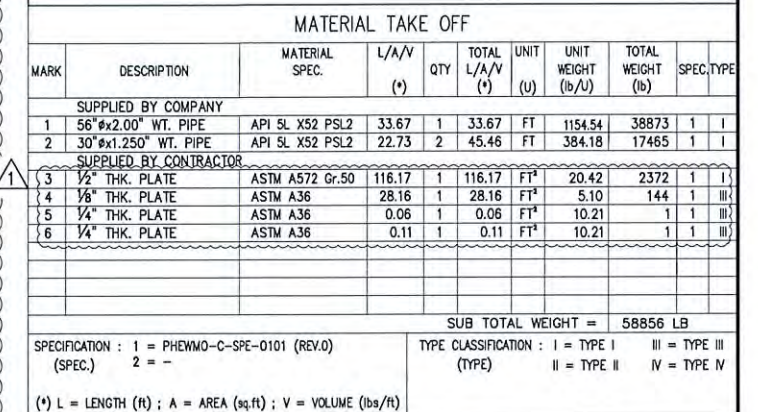 MATERIAL TAKE OFF
MARK DESCRIPTION MATERIAL SPEC. L/A/V (*) QTY TOTAL L/A/V (*) UNIT (U) UNIT WEIGHT (lb/U) TOTAL WEIGHT (lb) SPEC. TYPE
SUPPLIED BY COMPANY
1 56"øx2.00" WT. PIPE API 5L X52 PSL2 33.67 1 33.67 FT 1154.54 38873 1 I
2 30"øx1.250" WT. PIPE API 5L X52 PSL2 22.73 2 45.46 FT 384.18 17465 1 I
SUPPLIED BY CONTRACTOR
1
3 ½" THK. PLATE ASTM A572 Gr.50 116.17 1 116.17 FT² 20.42 2372 1 I
4 ⅛" THK. PLATE ASTM A36 28.16 1 28.16 FT² 5.10 144 1 III
5 ¼" THK. PLATE ASTM A36 0.06 1 0.06 FT² 10.21 1 1 III
6 ¼" THK. PLATE ASTM A36 0.11 1 0.11 FT² 10.21 1 1 III
SUB TOTAL WEIGHT = 58856 LB
SPECIFICATION : 1 = PHEWMO-C-SPE-0101 (REV.0) TYPE CLASSIFICATION : I = TYPE I III = TYPE III
(SPEC.) 2 = - (TYPE) II = TYPE II IV = TYPE IV
(*) L = LENGTH (ft) ; A = AREA (sq.ft) ; V = VOLUME (lbs/ft)